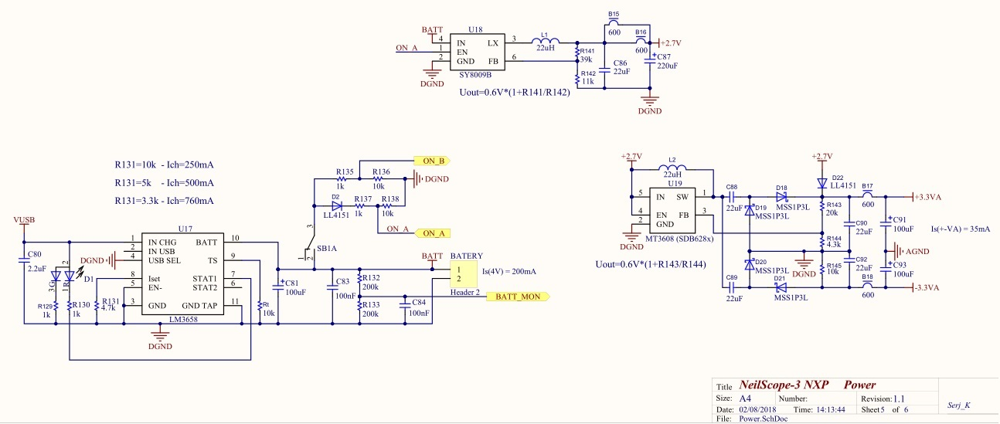 B15
600
B16
600
+2.7V
U18
BATT
4 IN LX 3
ON_A 1 EN
2 GND FB 6
SY8009B
DGND
L1
22uH
R141
39k
R142
11k
C86
22uF
+ C87
220uF
DGND
Uout=0.6V*(1+R141/R142)
R131=10k - Ich=250mA
R131=5k - Ich=500mA
R131=3.3k - Ich=760mA
ON_B
R135
1k
R136
10k
DGND
D2
LL4151
R137
1k
R138
10k
ON_A
ON_A
3
SB1A
1
2
VUSB
C80
2.2uF
DGND
2
3 G
1 R
D1
R129
1k
R130
1k
R131
4.7k
U17
1 IN CHG BATT 10
2 IN USB
4 USB SEL TS 9
8 Iset STAT1 7
5 EN- STAT2 6
3 GND GND TAP 11
LM3658
DGND
Rt
10k
+ C81
100uF
C83
100nF
R132
200k
R133
200k
C84
100nF
BATT
BATERY
1
2
Header 2
Is(4V) = 200mA
BATT_MON
+2.7V
L2
22uH
U19
5 IN SW 1
4 EN FB 3
2 GND
MT3608 (SDB628x)
DGND
Uout=0.6V*(1+R143/R144)
C88
22uF
D19
MSS1P3L
D18
MSS1P3L
+2.7V
D22
LL4151
R143
20k
R144
4.3k
R145
10k
DGND
D20
MSS1P3L
C89
22uF
D21
MSS1P3L
C90
22uF
C92
22uF
B17
600
B18
600
C91
100uF
C93
100uF
+3.3VA
AGND
-3.3VA
Is(+-VA) = 35mA
Title NeilScope-3 NXP Power
Size: A4 Number: Revision: 1.1
Date: 02/08/2018 Time: 14:13:44 Sheet 5 of 6
File: Power.SchDoc
Serj_K